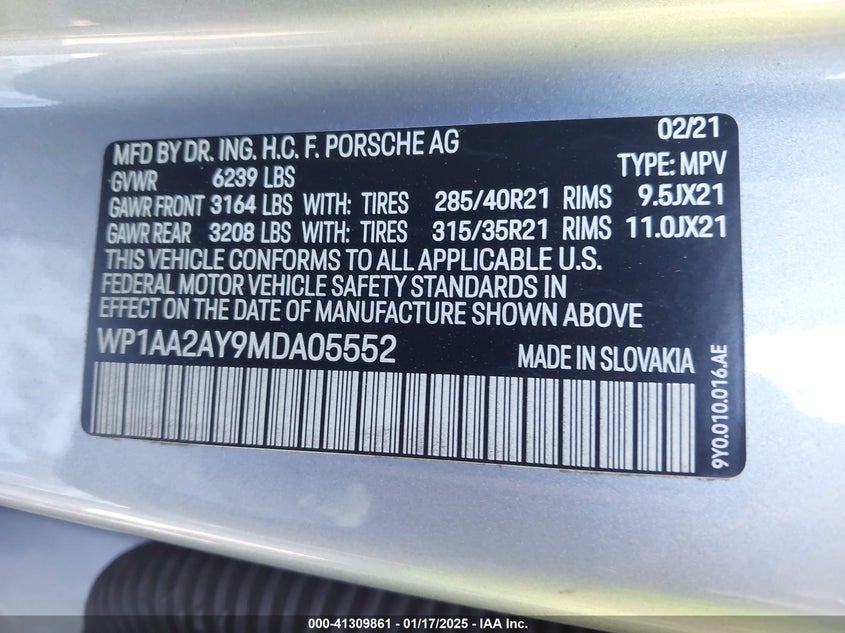 MFD BY DR. ING. H.C. F. PORSCHE AG 02/21
GVWR 6239 LBS TYPE: MPV
GAWR FRONT 3164 LBS WITH: TIRES 285/40R21 RIMS 9.5JX21
GAWR REAR 3208 LBS WITH: TIRES 315/35R21 RIMS 11.0JX21
THIS VEHICLE CONFORMS TO ALL APPLICABLE U.S.
FEDERAL MOTOR VEHICLE SAFETY STANDARDS IN
EFFECT ON THE DATE OF MANUFACTURE SHOWN ABOVE
WP1AA2AY9MDA05552 MADE IN SLOVAKIA
9Y0.010.016.AE
000-41309861 - 01/17/2025 - IAA Inc.